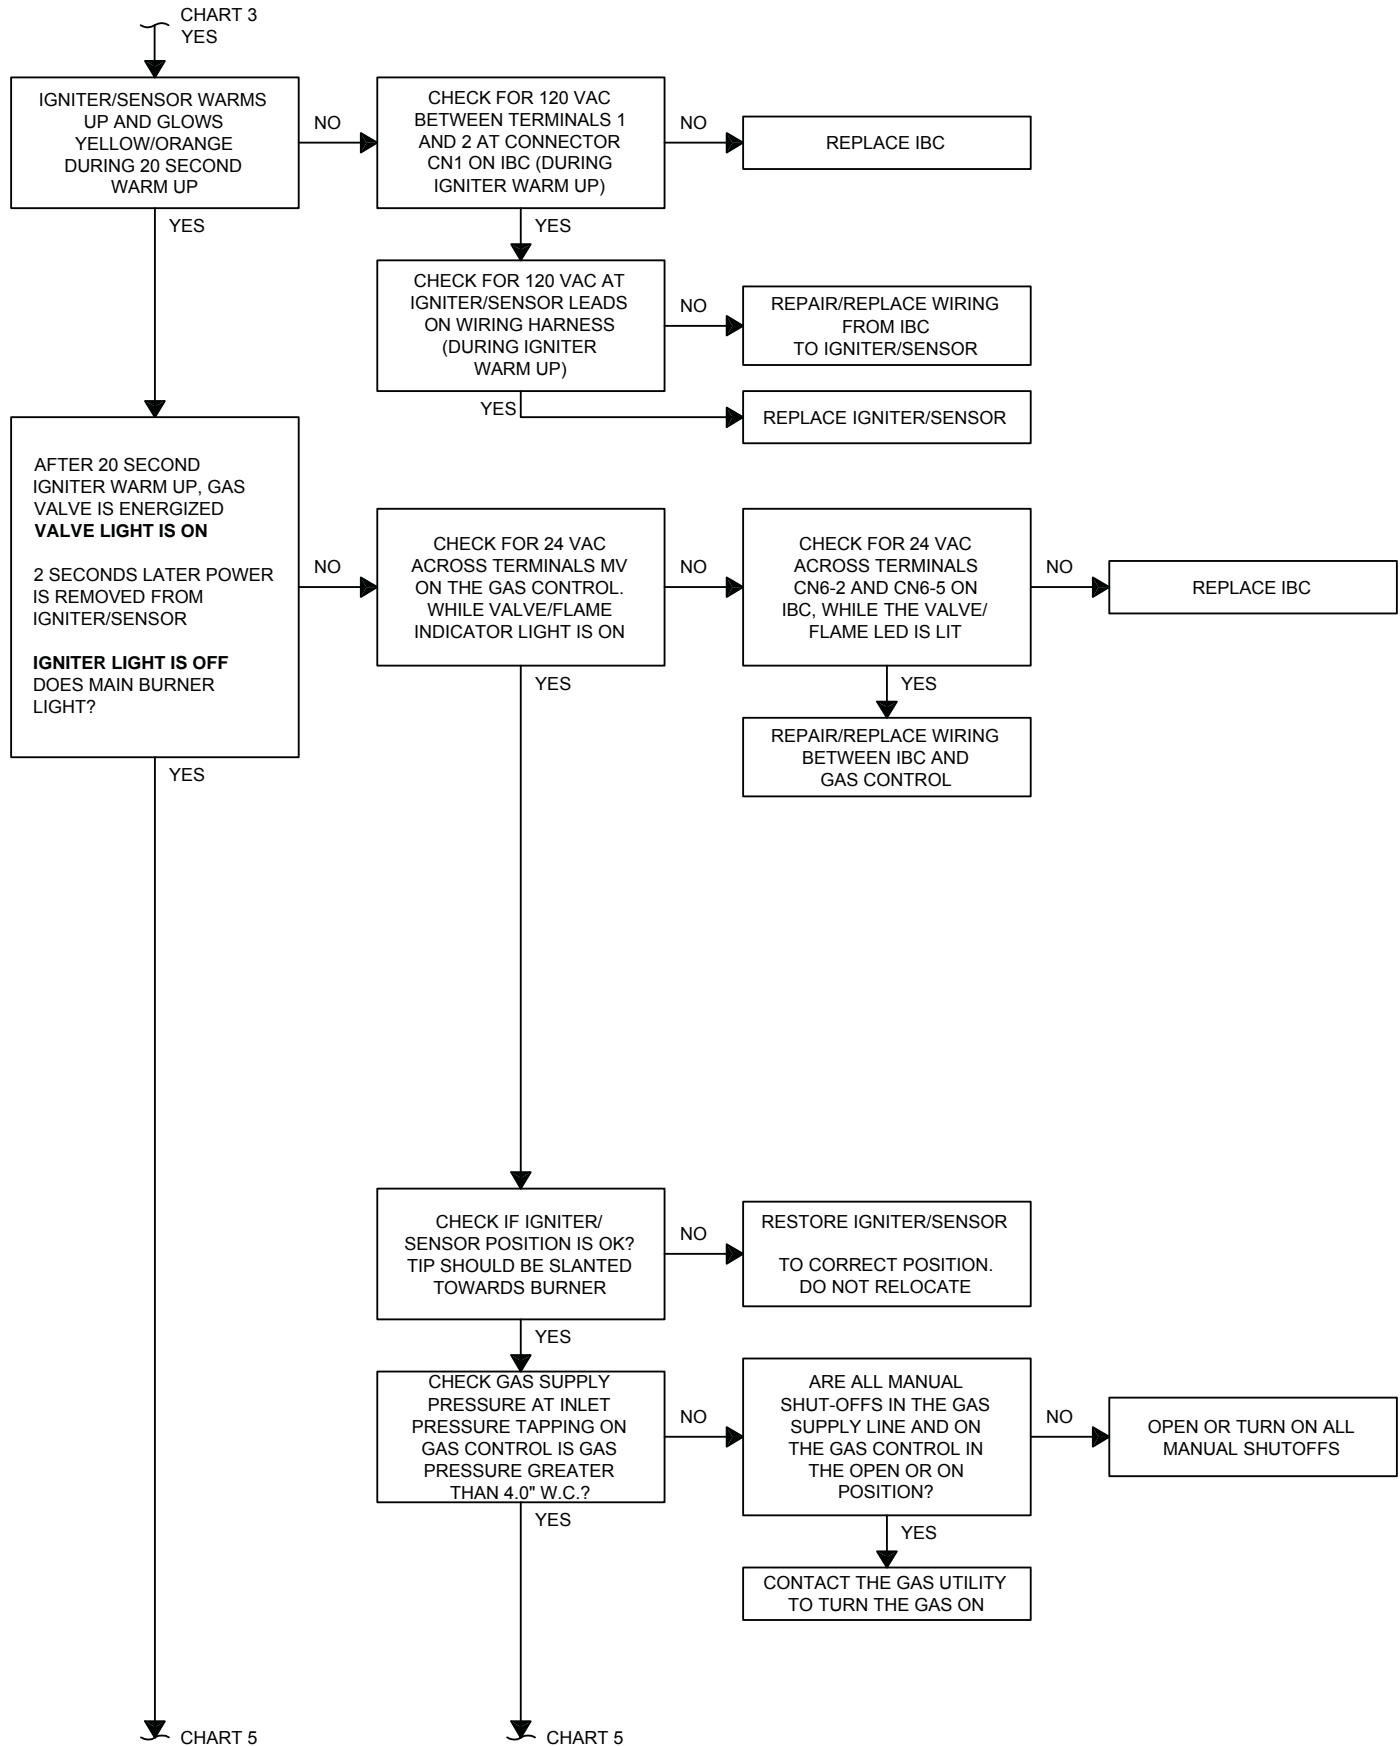 CHART 3
YES
IGNITER/SENSOR WARMS
UP AND GLOWS
YELLOW/ORANGE
DURING 20 SECOND
WARM UP
NO
CHECK FOR 120 VAC
BETWEEN TERMINALS 1
AND 2 AT CONNECTOR
CN1 ON IBC (DURING
IGNITER WARM UP)
NO
REPLACE IBC
YES
YES
CHECK FOR 120 VAC AT
IGNITER/SENSOR LEADS
ON WIRING HARNESS
(DURING IGNITER
WARM UP)
NO
REPAIR/REPLACE WIRING
FROM IBC
TO IGNITER/SENSOR
YES
REPLACE IGNITER/SENSOR
AFTER 20 SECOND
IGNITER WARM UP, GAS
VALVE IS ENERGIZED
VALVE LIGHT IS ON
2 SECONDS LATER POWER
IS REMOVED FROM
IGNITER/SENSOR
IGNITER LIGHT IS OFF
DOES MAIN BURNER
LIGHT?
NO
CHECK FOR 24 VAC
ACROSS TERMINALS MV
ON THE GAS CONTROL.
WHILE VALVE/FLAME
INDICATOR LIGHT IS ON
NO
CHECK FOR 24 VAC
ACROSS TERMINALS
CN6-2 AND CN6-5 ON
IBC, WHILE THE VALVE/
FLAME LED IS LIT
NO
REPLACE IBC
YES
YES
REPAIR/REPLACE WIRING
BETWEEN IBC AND
GAS CONTROL
YES
CHECK IF IGNITER/
SENSOR POSITION IS OK?
TIP SHOULD BE SLANTED
TOWARDS BURNER
NO
RESTORE IGNITER/SENSOR
TO CORRECT POSITION.
DO NOT RELOCATE
YES
CHECK GAS SUPPLY
PRESSURE AT INLET
PRESSURE TAPPING ON
GAS CONTROL IS GAS
PRESSURE GREATER
THAN 4.0" W.C.?
NO
ARE ALL MANUAL
SHUT-OFFS IN THE GAS
SUPPLY LINE AND ON
THE GAS CONTROL IN
THE OPEN OR ON
POSITION?
NO
OPEN OR TURN ON ALL
MANUAL SHUTOFFS
YES
YES
CONTACT THE GAS UTILITY
TO TURN THE GAS ON
CHART 5
CHART 5